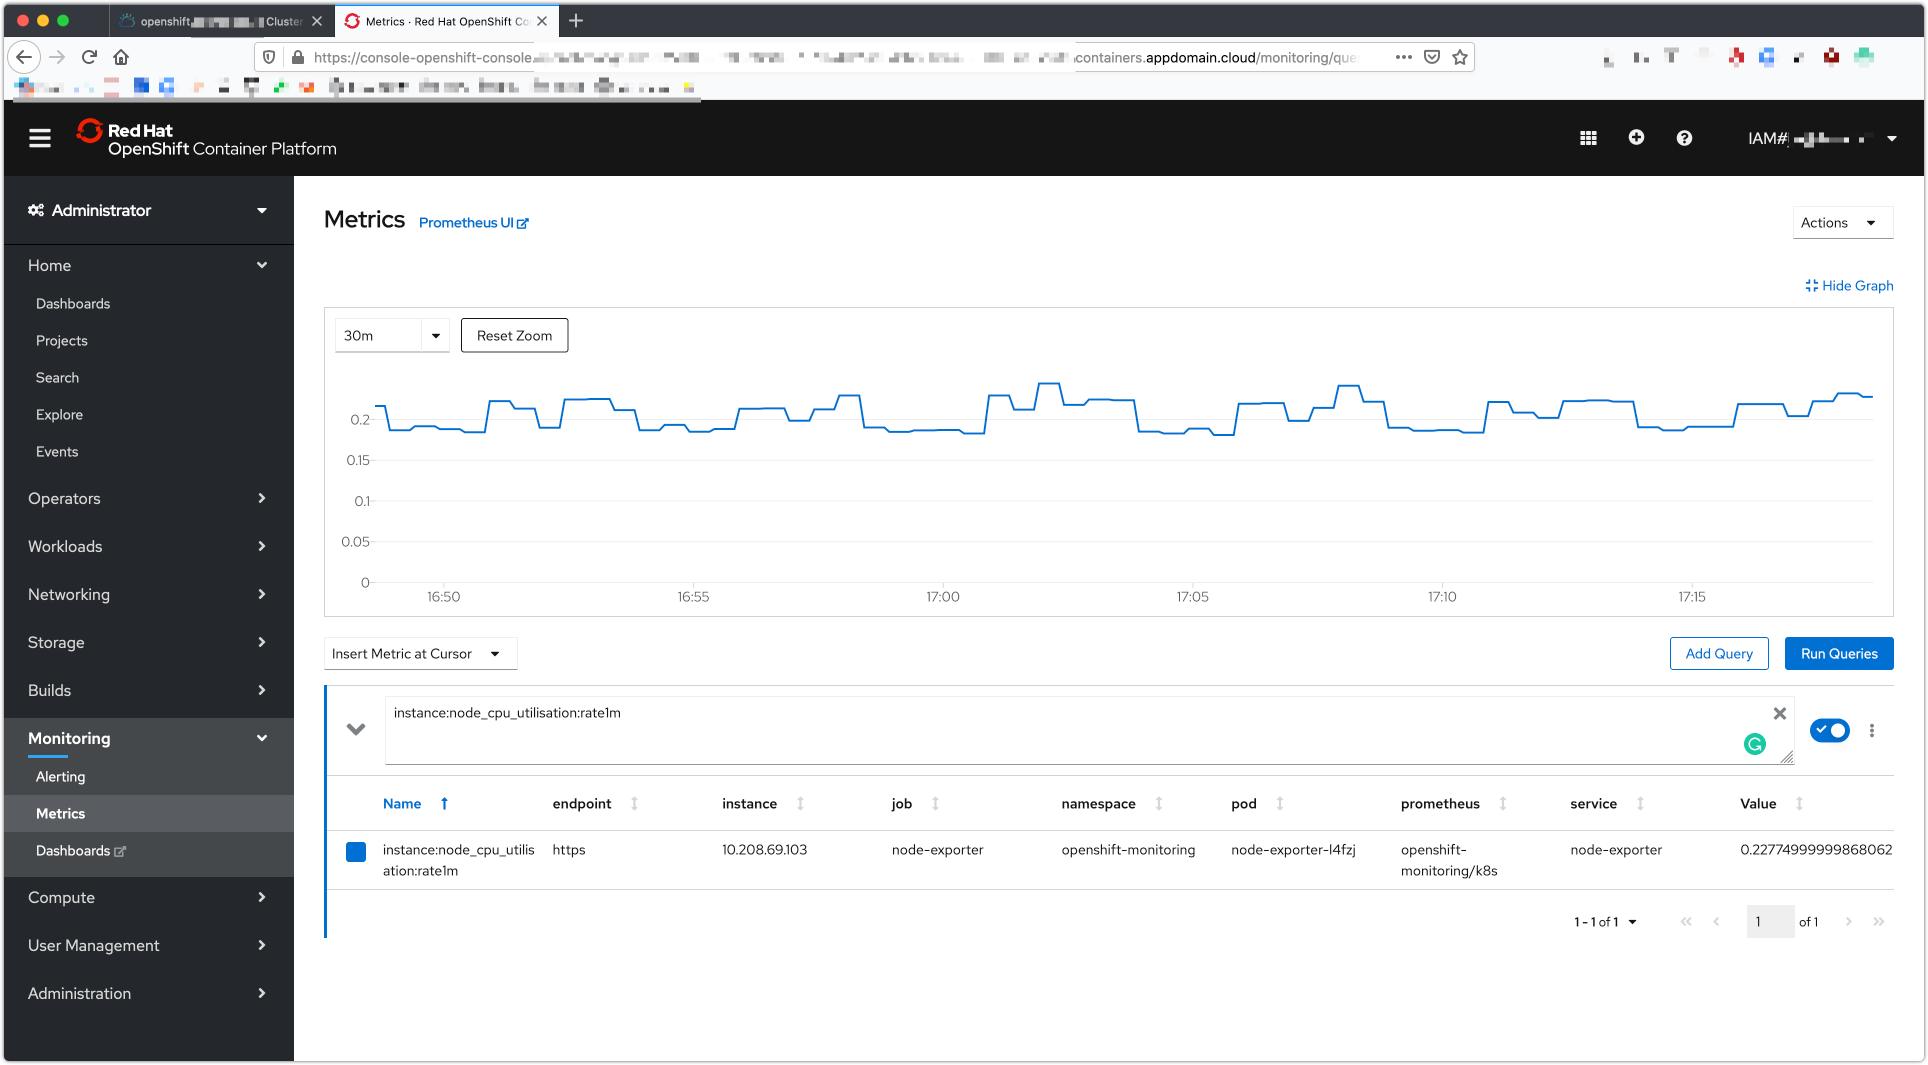 openshift
Cluster
Metrics · Red Hat OpenShift Co
https://console-openshift-console.
containers.appdomain.cloud/monitoring/que
Red Hat
OpenShift Container Platform
IAM#
Administrator
Home
Dashboards
Projects
Search
Explore
Events
Operators
Workloads
Networking
Storage
Builds
Monitoring
Alerting
Metrics
Dashboards
Compute
User Management
Administration
Metrics
Prometheus UI
Actions
Hide Graph
30m
Reset Zoom
0.2
0.15
0.1
0.05
0
16:50 16:55 17:00 17:05 17:10 17:15
Insert Metric at Cursor
Add Query
Run Queries
instance:node_cpu_utilisation:rate1m
Name endpoint instance job namespace pod prometheus service Value
instance:node_cpu_utilis https 10.208.69.103 node-exporter openshift-monitoring node-exporter-l4fzj openshift- node-exporter 0.22774999999868062
ation:rate1m monitoring/k8s
1 - 1 of 1
1 of 1